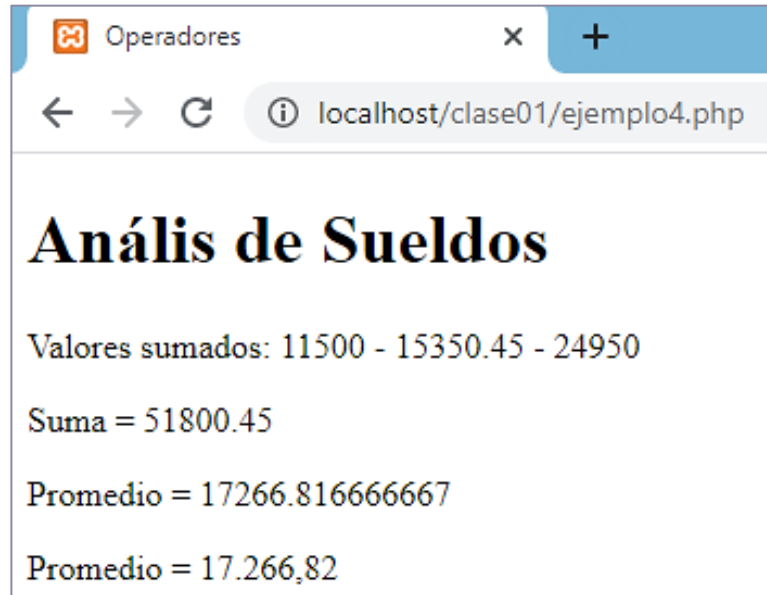 Operadores
localhost/clase01/ejemplo4.php
Anális de Sueldos
Valores sumados: 11500 - 15350.45 - 24950
Suma = 51800.45
Promedio = 17266.816666667
Promedio = 17.266,82